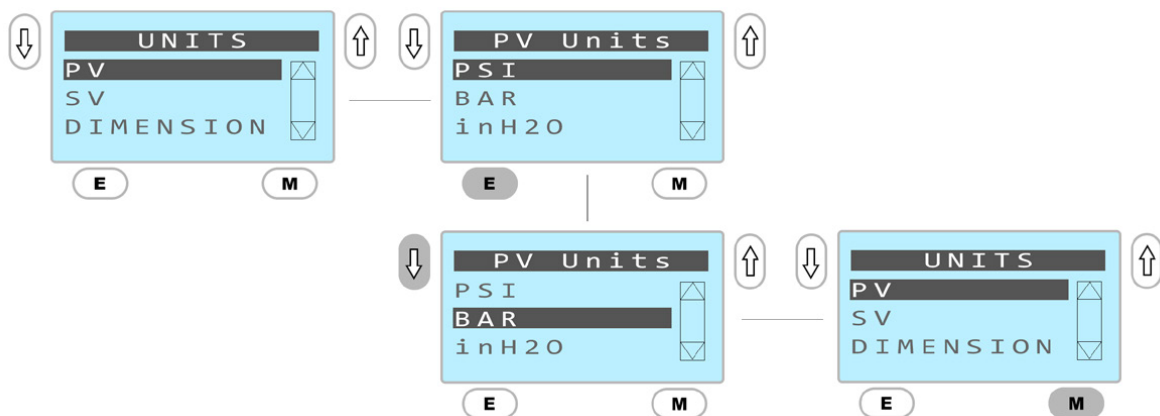 UNITS
PV
SV
DIMENSION
E
M
PV Units
PSI
BAR
inH2O
E
M
PV Units
PSI
BAR
inH2O
E
M
UNITS
PV
SV
DIMENSION
E
M